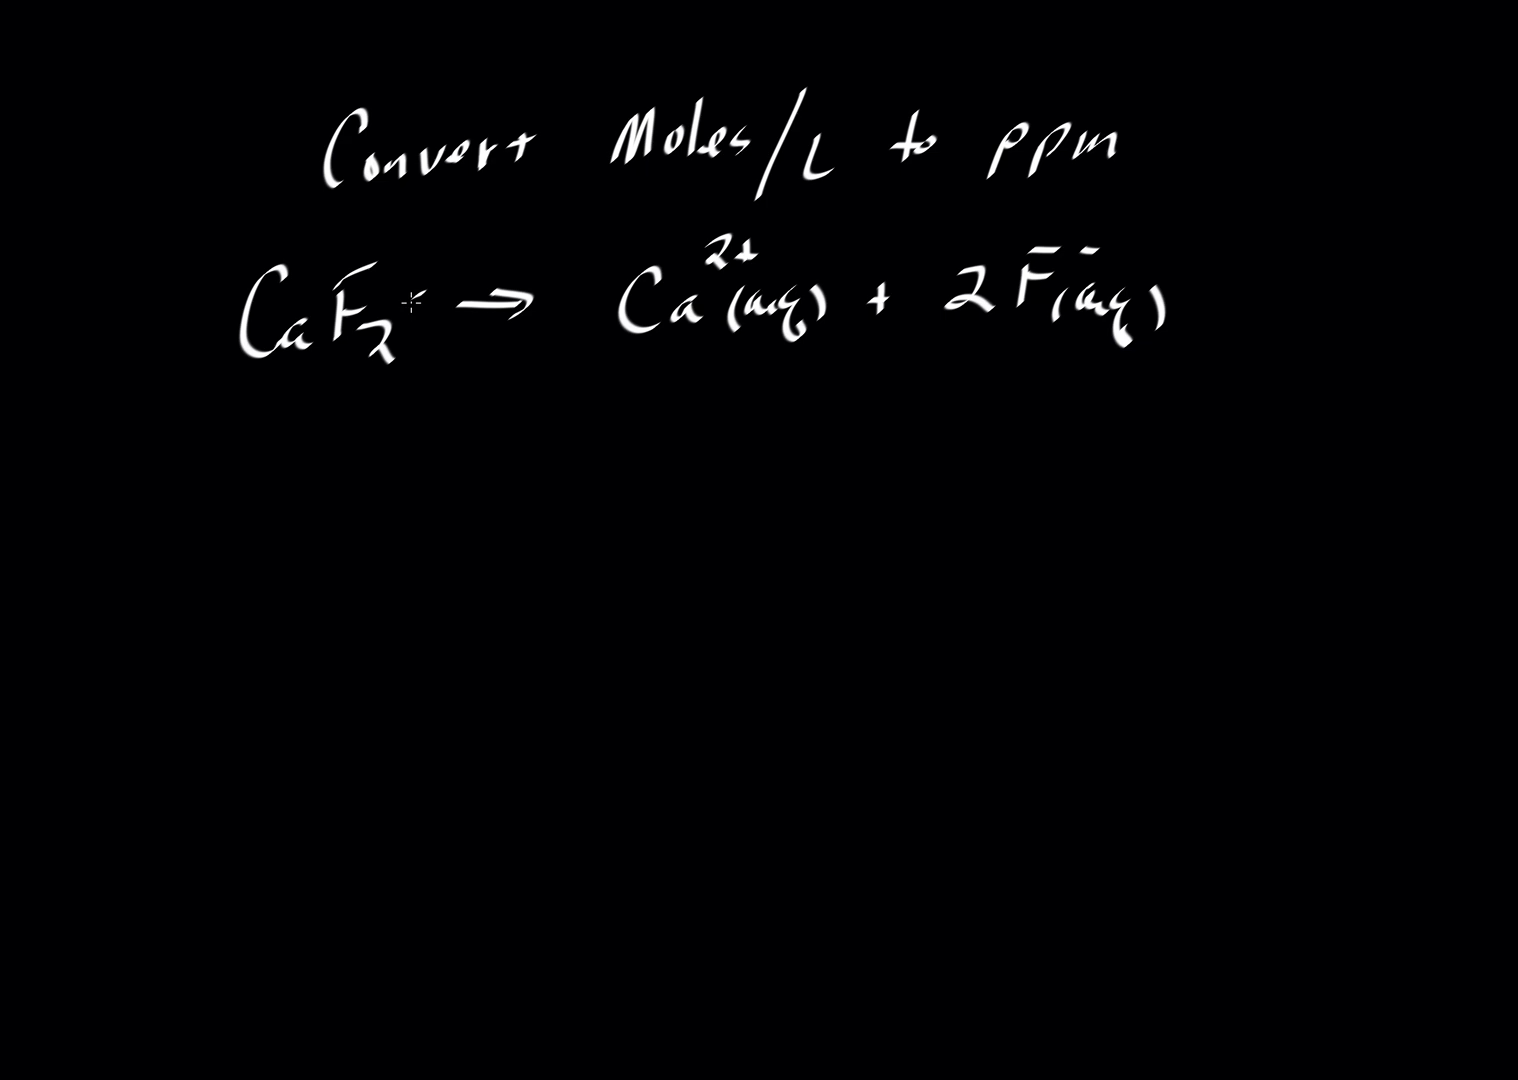 Convert Moles/L to ppm
CaF₂ → Ca²⁺(aq) + 2F⁻(aq)